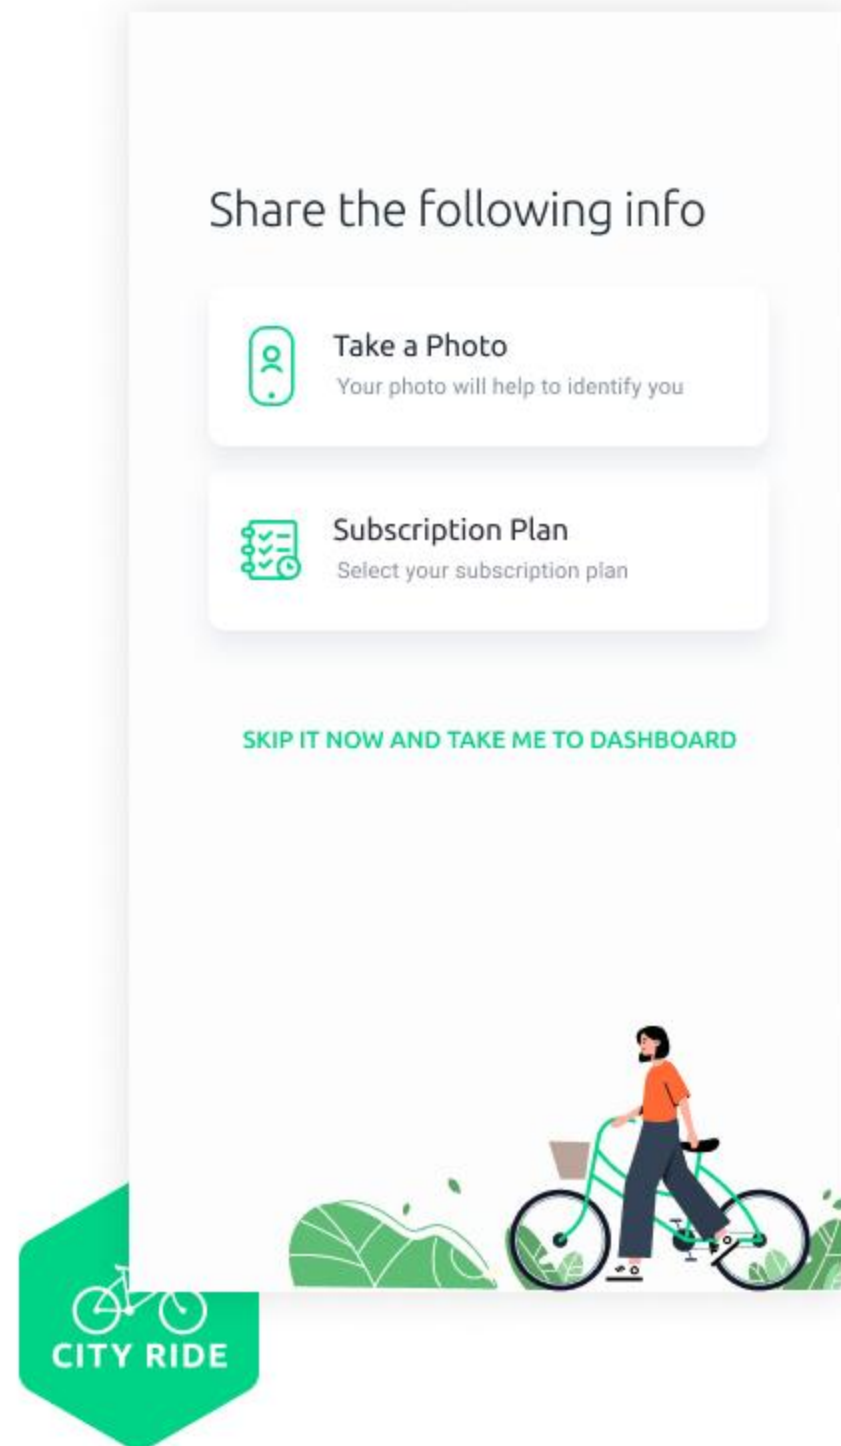 Share the following info
Take a Photo
Your photo will help to identify you
Subscription Plan
Select your subscription plan
SKIP IT NOW AND TAKE ME TO DASHBOARD
CITY RIDE